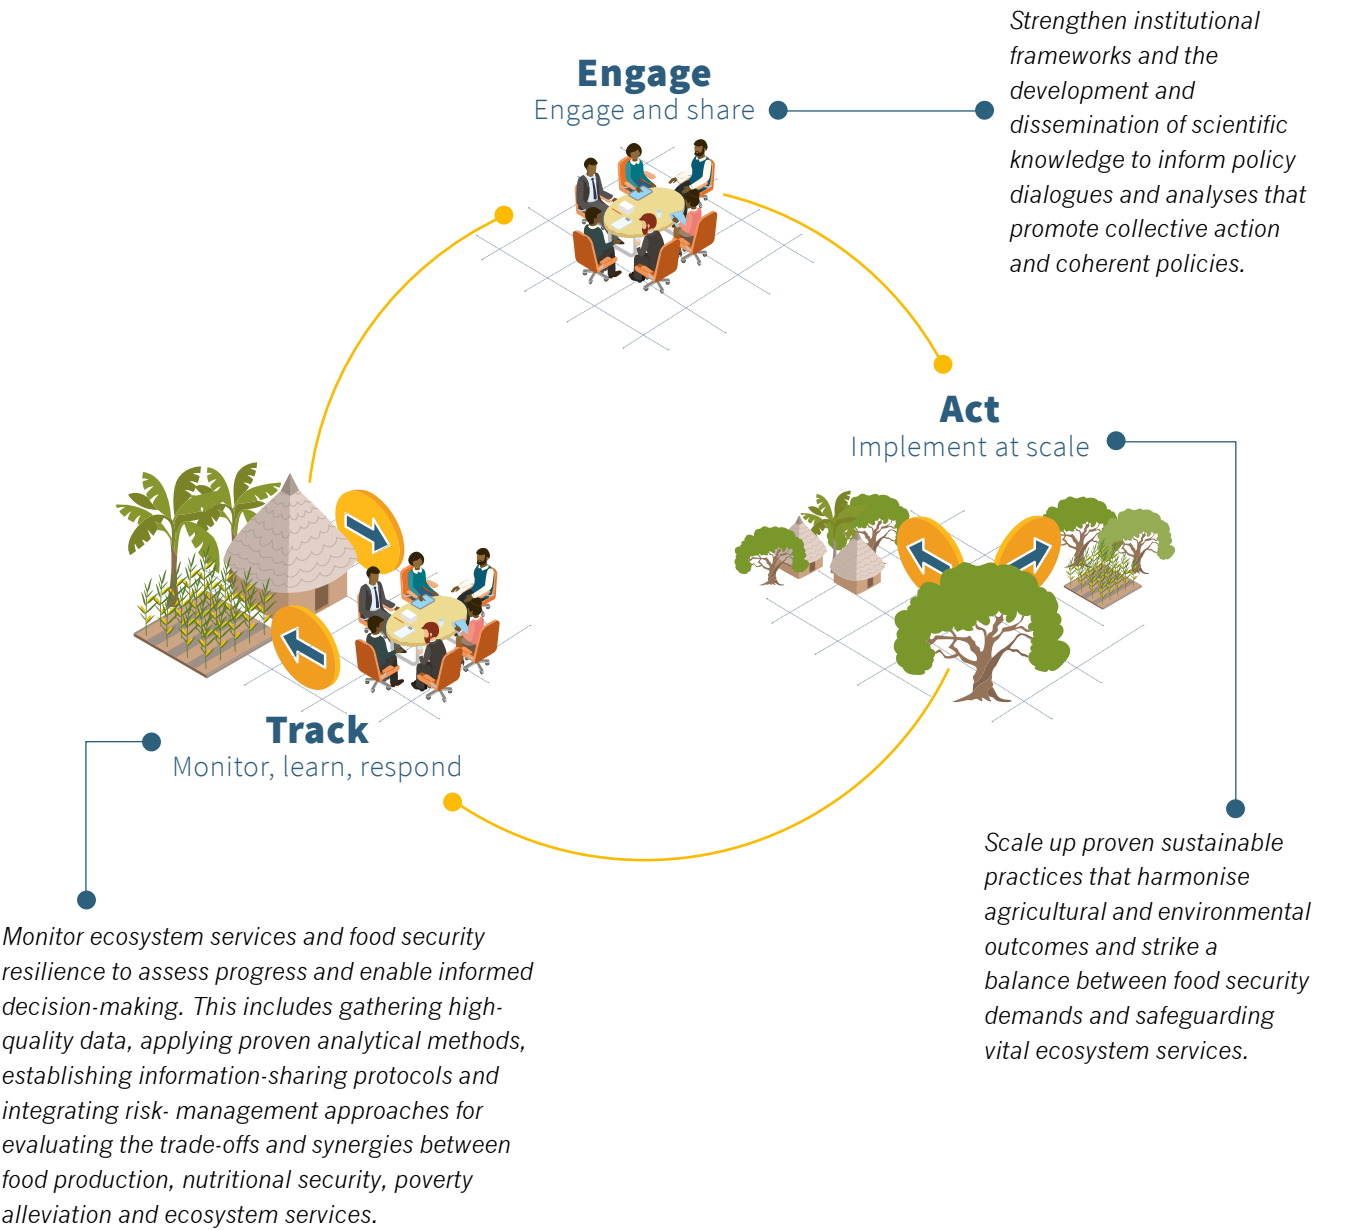 Engage
Engage and share
Strengthen institutional
frameworks and the
development and
dissemination of scientific
knowledge to inform policy
dialogues and analyses that
promote collective action
and coherent policies.
Act
Implement at scale
Scale up proven sustainable
practices that harmonise
agricultural and environmental
outcomes and strike a
balance between food security
demands and safeguarding
vital ecosystem services.
Track
Monitor, learn, respond
Monitor ecosystem services and food security
resilience to assess progress and enable informed
decision-making. This includes gathering high-
quality data, applying proven analytical methods,
establishing information-sharing protocols and
integrating risk- management approaches for
evaluating the trade-offs and synergies between
food production, nutritional security, poverty
alleviation and ecosystem services.